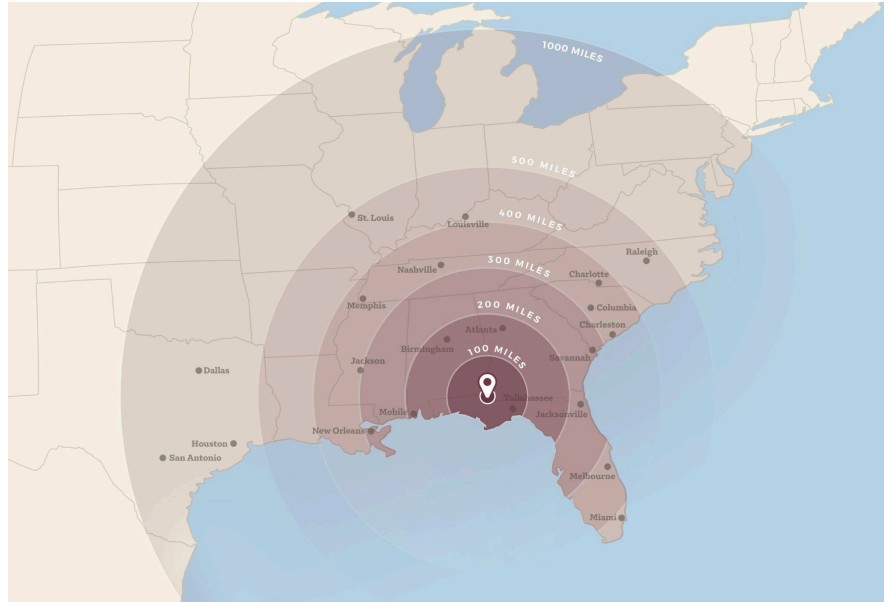 1000 MILES
500 MILES
St. Louis
Louisville
400 MILES
Raleigh
Nashville
300 MILES
Charlotte
Memphis
Columbia
200 MILES
Charleston
Atlanta
Birmingham
100 MILES
Savannah
Jackson
Dallas
Tallahassee
Mobile
Jacksonville
New Orleans
Houston
San Antonio
Melbourne
Miami